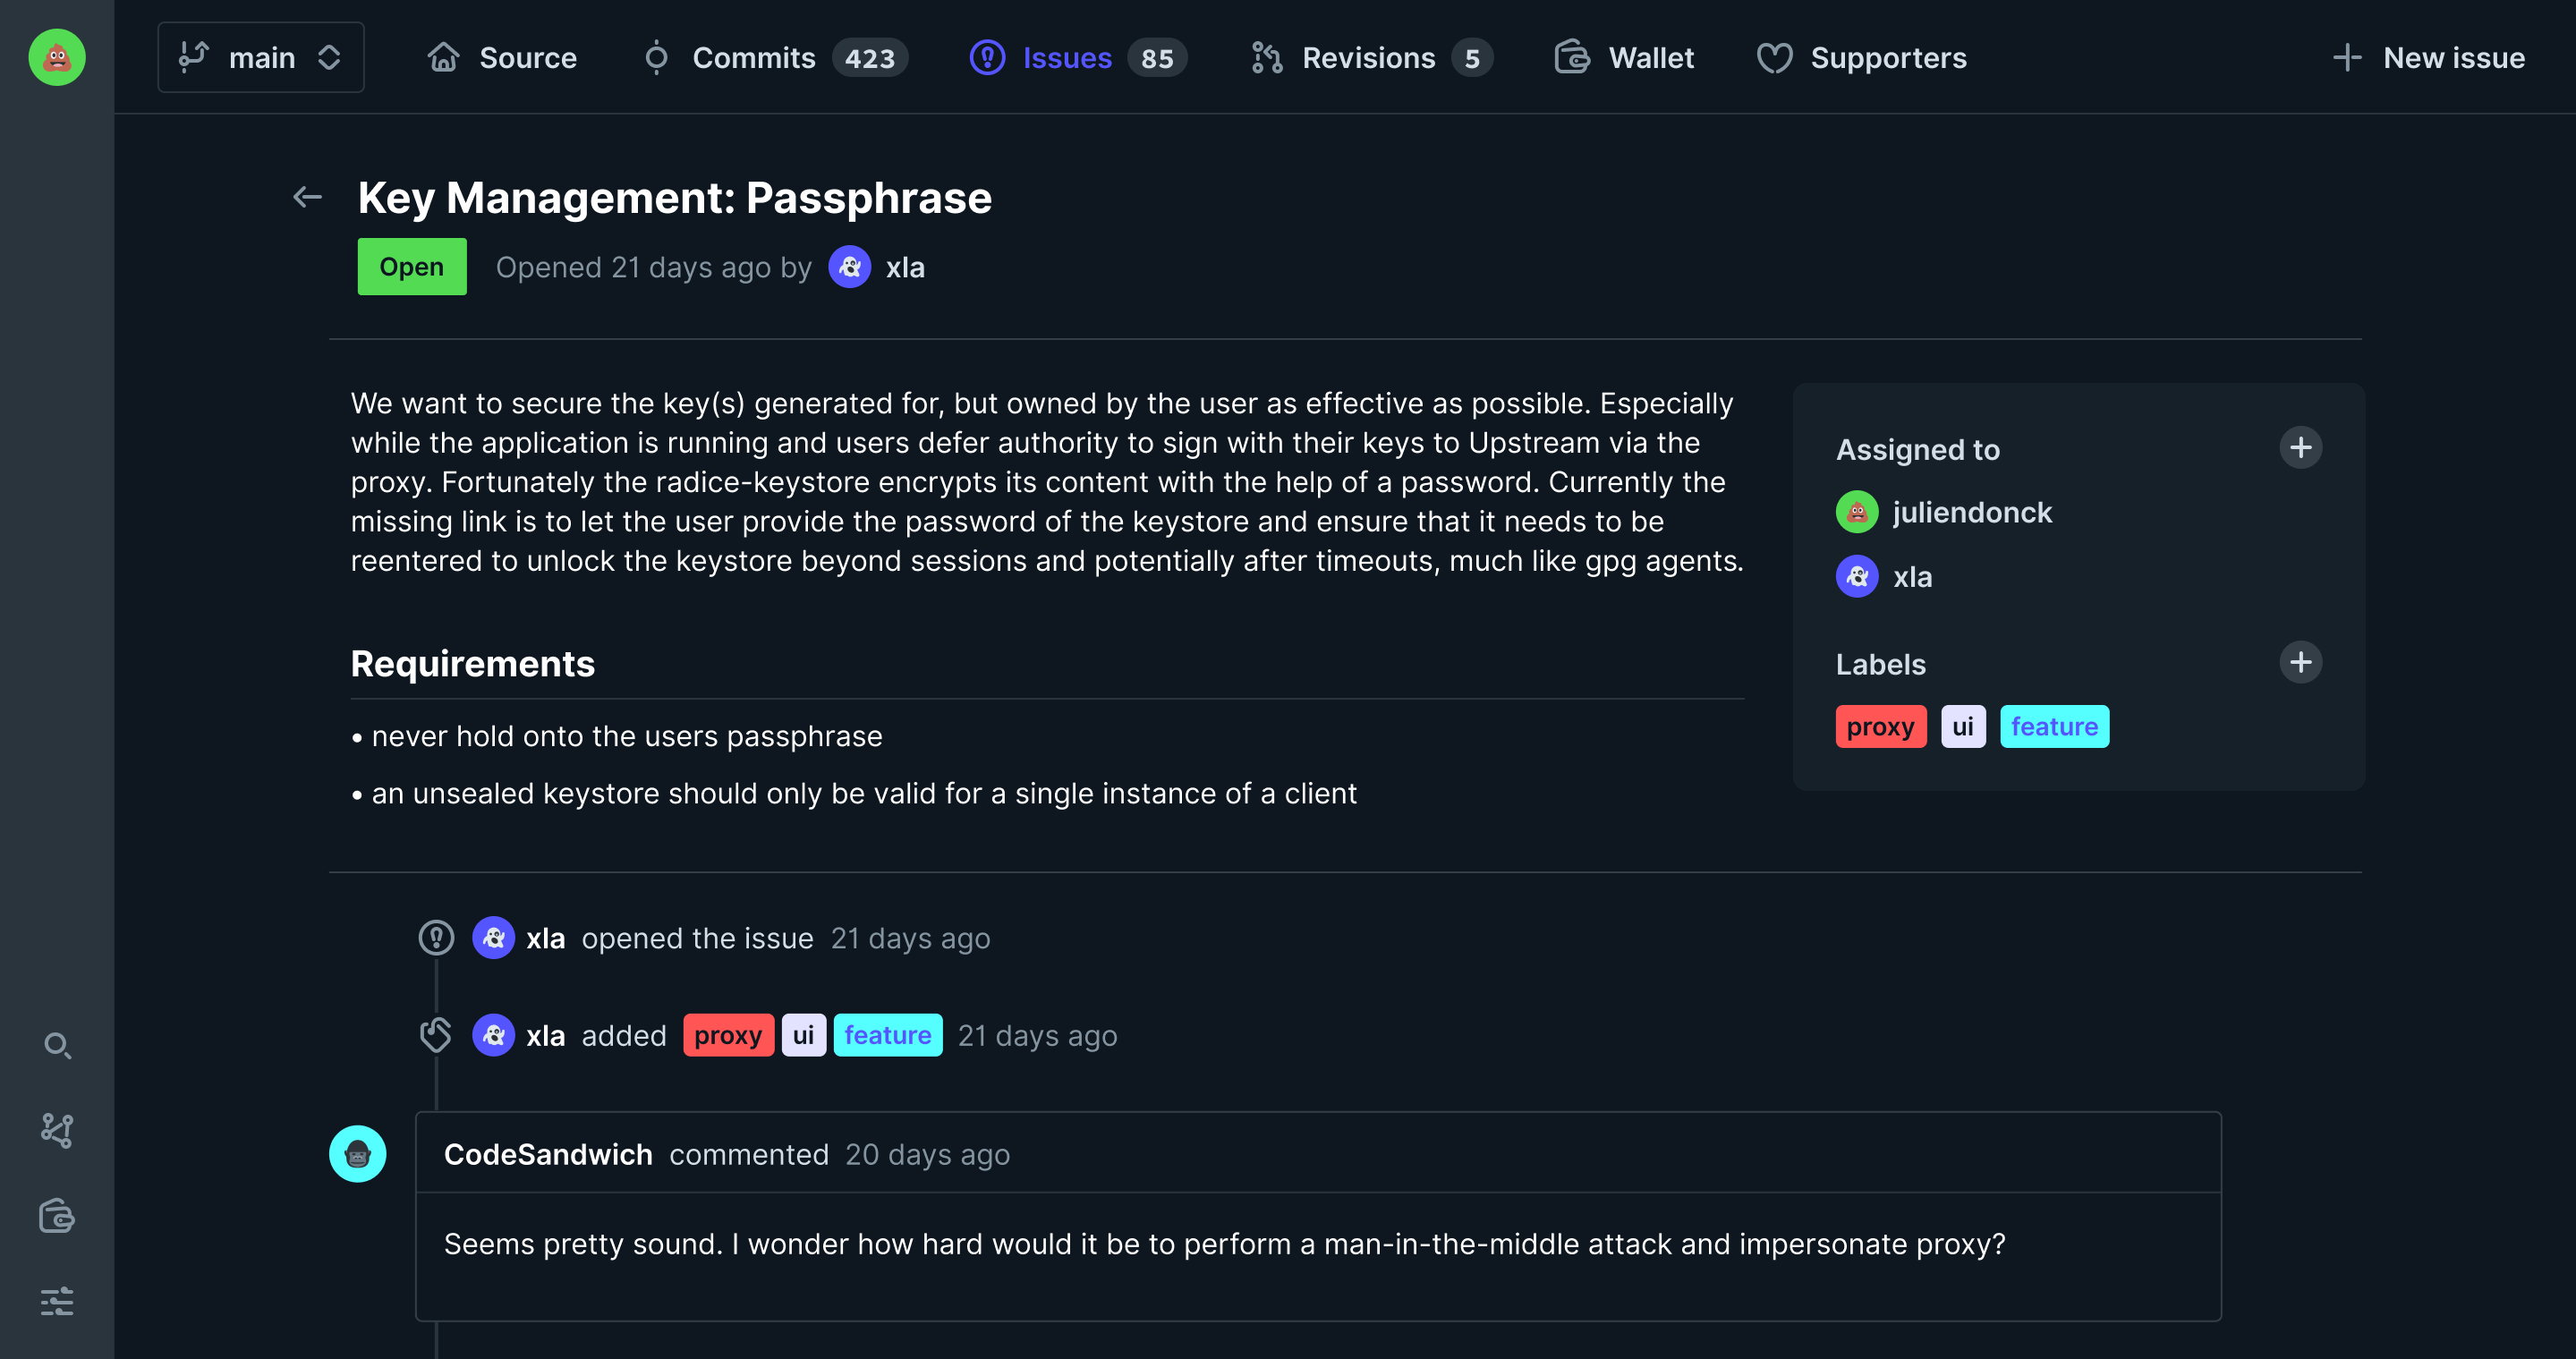 main Source Commits 423 Issues 85 Revisions 5 Wallet Supporters New issue
Key Management: Passphrase
Open Opened 21 days ago by xla
We want to secure the key(s) generated for, but owned by the user as effective as possible. Especially
while the application is running and users defer authority to sign with their keys to Upstream via the
proxy. Fortunately the radice-keystore encrypts its content with the help of a password. Currently the
missing link is to let the user provide the password of the keystore and ensure that it needs to be
reentered to unlock the keystore beyond sessions and potentially after timeouts, much like gpg agents.
Requirements
• never hold onto the users passphrase
• an unsealed keystore should only be valid for a single instance of a client
Assigned to
juliendonck
xla
Labels
proxy ui feature
xla opened the issue 21 days ago
xla added proxy ui feature 21 days ago
CodeSandwich commented 20 days ago
Seems pretty sound. I wonder how hard would it be to perform a man-in-the-middle attack and impersonate proxy?